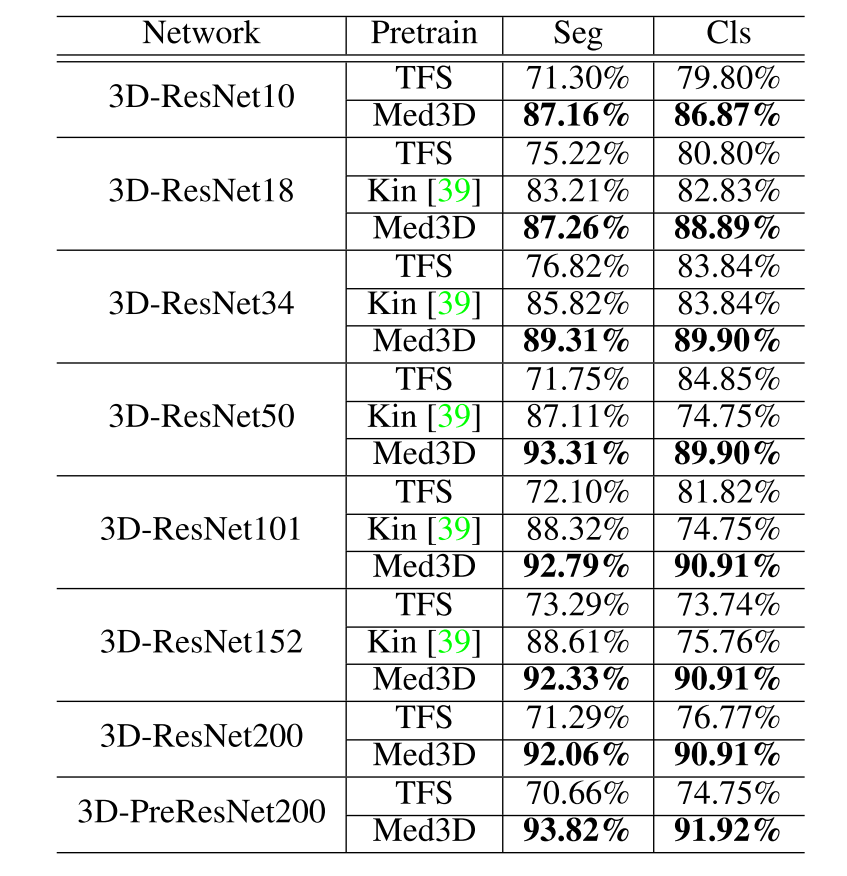 Network Pretrain Seg Cls
3D-ResNet10 TFS 71.30% 79.80%
Med3D 87.16% 86.87%
3D-ResNet18 TFS 75.22% 80.80%
Kin [39] 83.21% 82.83%
Med3D 87.26% 88.89%
3D-ResNet34 TFS 76.82% 83.84%
Kin [39] 85.82% 83.84%
Med3D 89.31% 89.90%
3D-ResNet50 TFS 71.75% 84.85%
Kin [39] 87.11% 74.75%
Med3D 93.31% 89.90%
3D-ResNet101 TFS 72.10% 81.82%
Kin [39] 88.32% 74.75%
Med3D 92.79% 90.91%
3D-ResNet152 TFS 73.29% 73.74%
Kin [39] 88.61% 75.76%
Med3D 92.33% 90.91%
3D-ResNet200 TFS 71.29% 76.77%
Med3D 92.06% 90.91%
3D-PreResNet200 TFS 70.66% 74.75%
Med3D 93.82% 91.92%